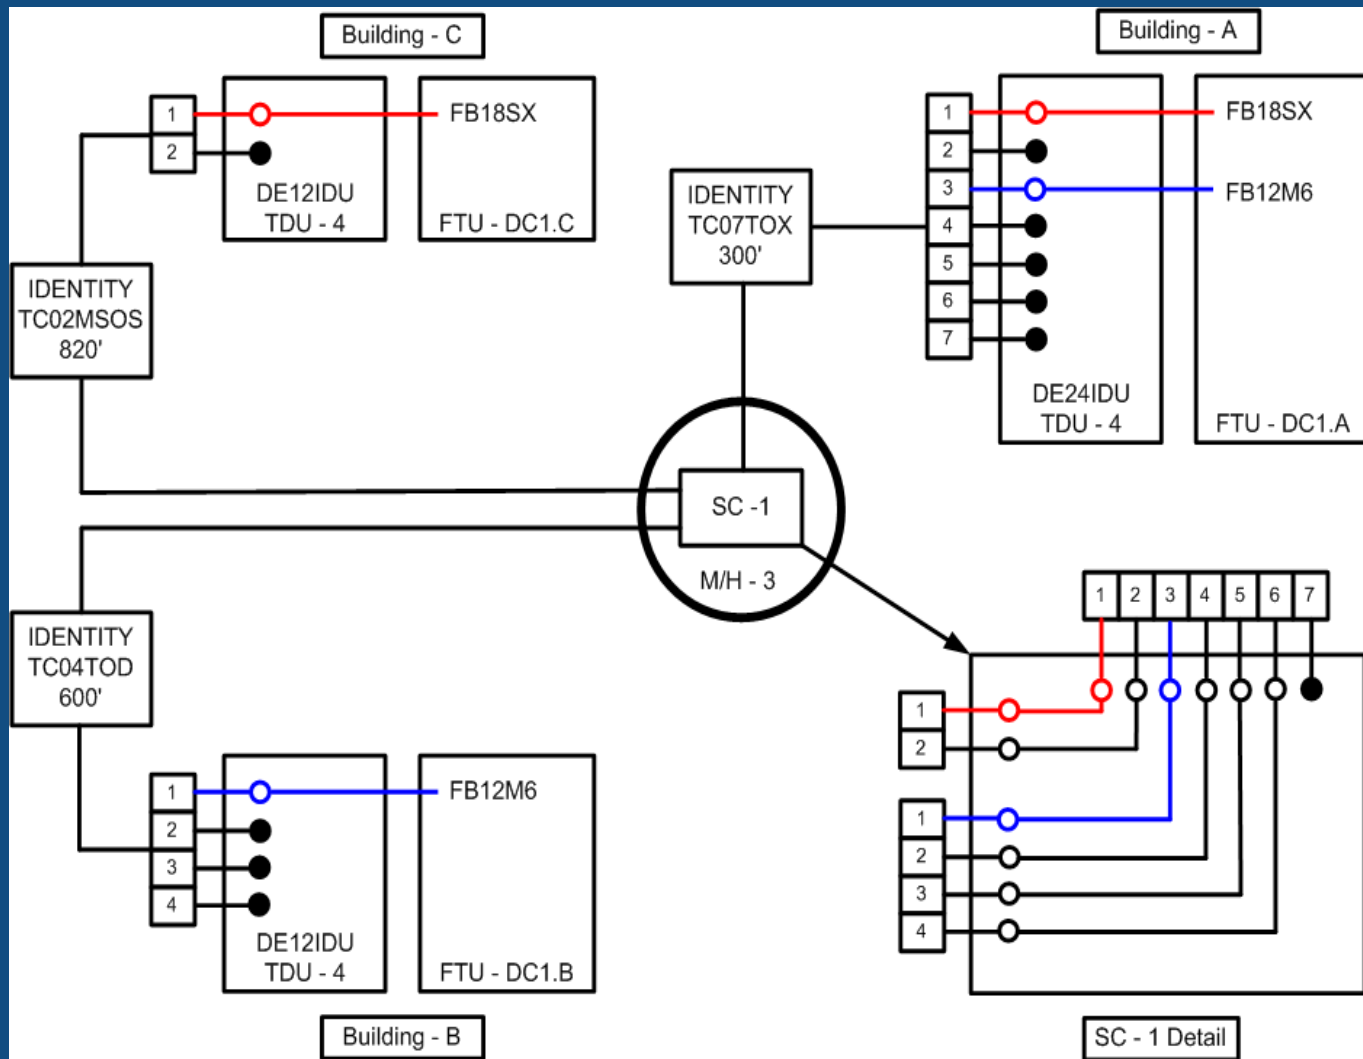 Building - C
1
2
FB18SX
DE12IDU
TDU - 4
FTU - DC1.C
IDENTITY
TC02MSOS
820'
Building - A
1
2
3
4
5
6
7
FB18SX
FB12M6
DE24IDU
TDU - 4
FTU - DC1.A
IDENTITY
TC07TOX
300'
SC -1
M/H - 3
IDENTITY
TC04TOD
600'
1
2
3
4
FB12M6
DE12IDU
TDU - 4
FTU - DC1.B
Building - B
1 2 3 4 5 6 7
1
2
1
2
3
4
SC - 1 Detail